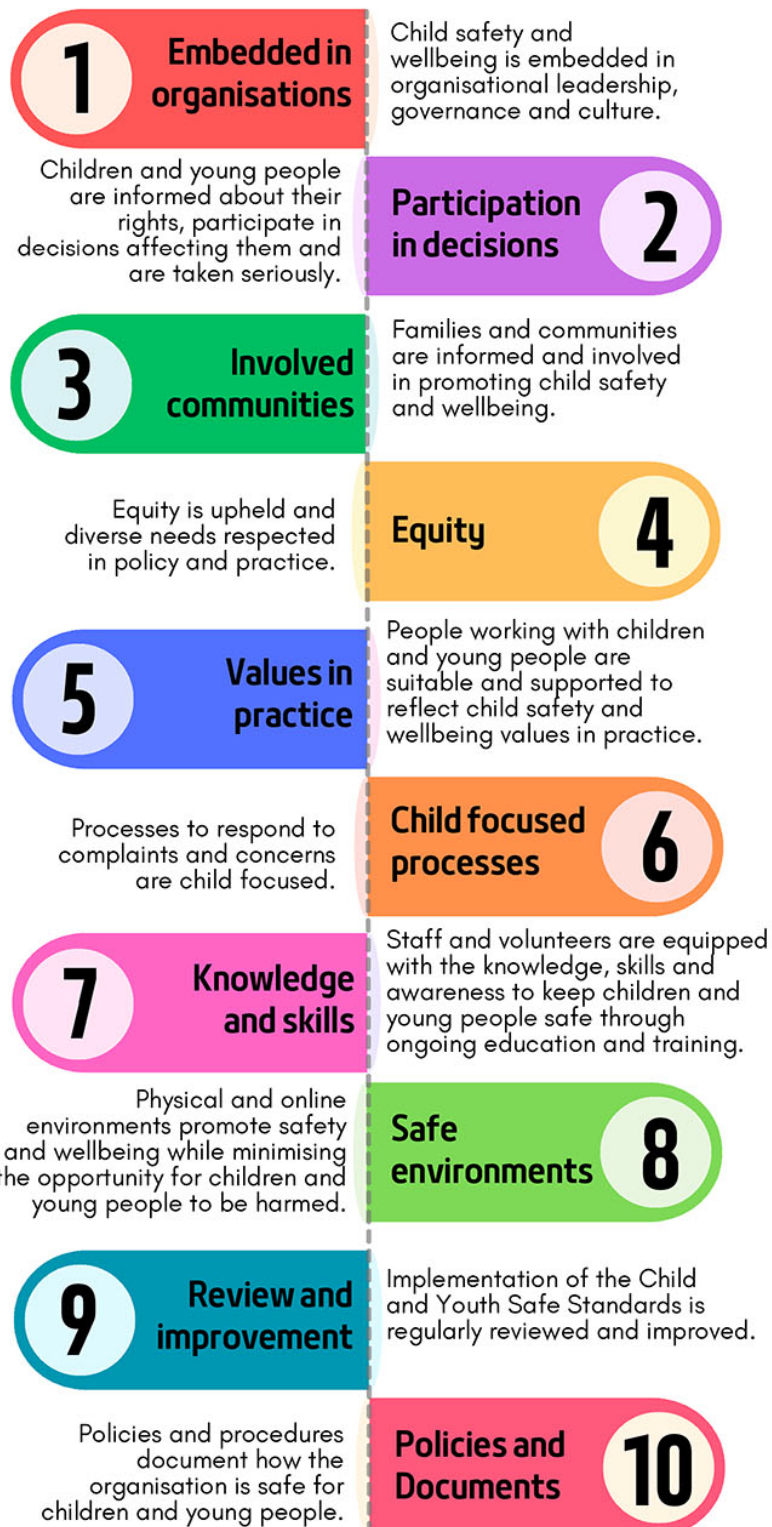 1
Embedded in
organisations
Child safety and
wellbeing is embedded in
organisational leadership,
governance and culture.
Children and young people
are informed about their
rights, participate in
decisions affecting them and
are taken seriously.
Participation
in decisions
2
3
Involved
communities
Families and communities
are informed and involved
in promoting child safety
and wellbeing.
Equity is upheld and
diverse needs respected
in policy and practice.
Equity
4
5
Values in
practice
People working with children
and young people are
suitable and supported to
reflect child safety and
wellbeing values in practice.
Processes to respond to
complaints and concerns
are child focused.
Child focused
processes
6
7
Knowledge
and skills
Staff and volunteers are equipped
with the knowledge, skills and
awareness to keep children and
young people safe through
ongoing education and training.
Physical and online
environments promote safety
and wellbeing while minimising
the opportunity for children and
young people to be harmed.
Safe
environments
8
9
Review and
improvement
Implementation of the Child
and Youth Safe Standards is
regularly reviewed and improved.
Policies and procedures
document how the
organisation is safe for
children and young people.
Policies and
Documents
10